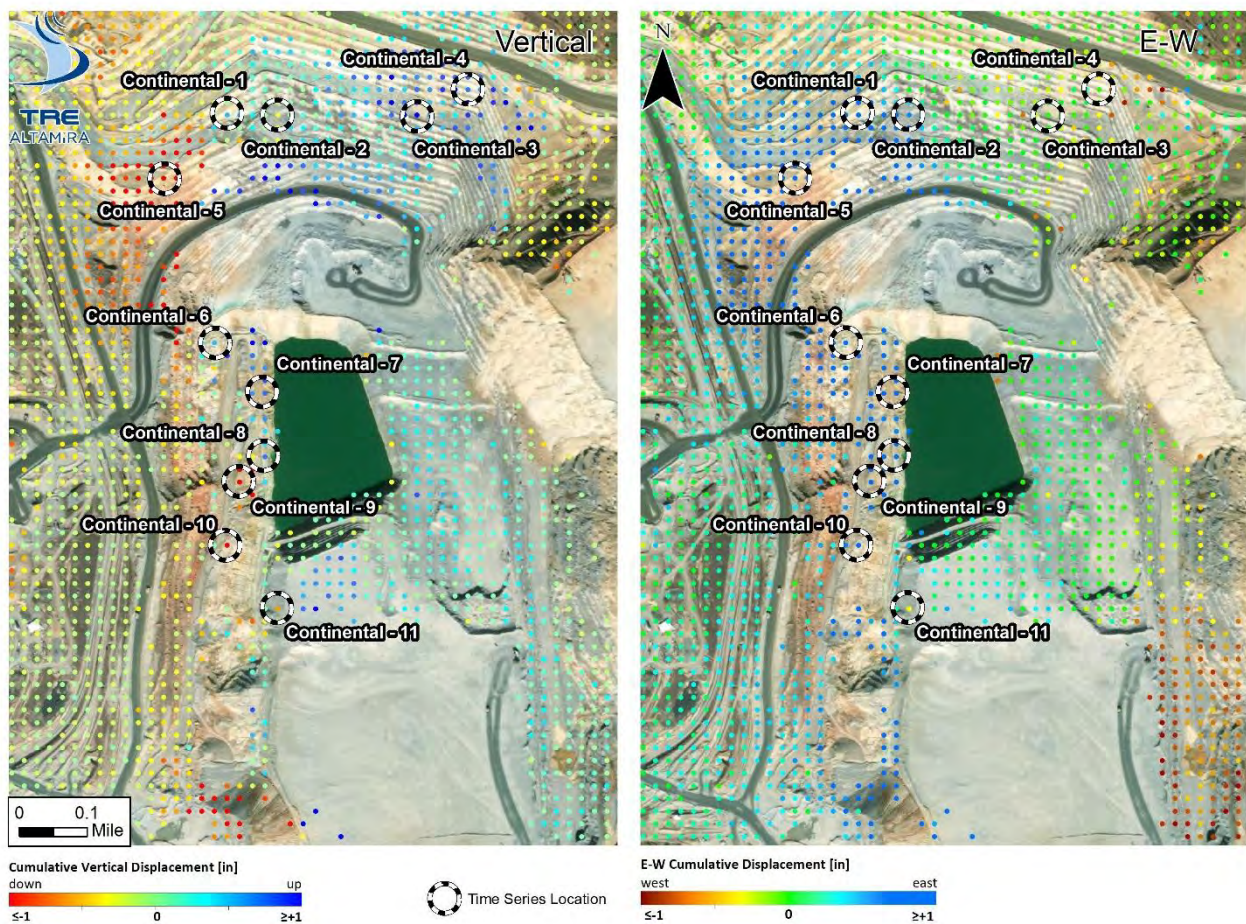 Vertical
TRE
ALTAMIRA
Continental - 1
Continental - 4
Continental - 2
Continental - 3
Continental - 5
Continental - 6
Continental - 7
Continental - 8
Continental - 9
Continental - 10
Continental - 11
0 0.1
Mile
N
E-W
Continental - 1
Continental - 4
Continental - 2
Continental - 3
Continental - 5
Continental - 6
Continental - 7
Continental - 8
Continental - 9
Continental - 10
Continental - 11
Cumulative Vertical Displacement [in]
down up
≤-1 0 ≥+1
Time Series Location
E-W Cumulative Displacement [in]
west east
≤-1 0 ≥+1